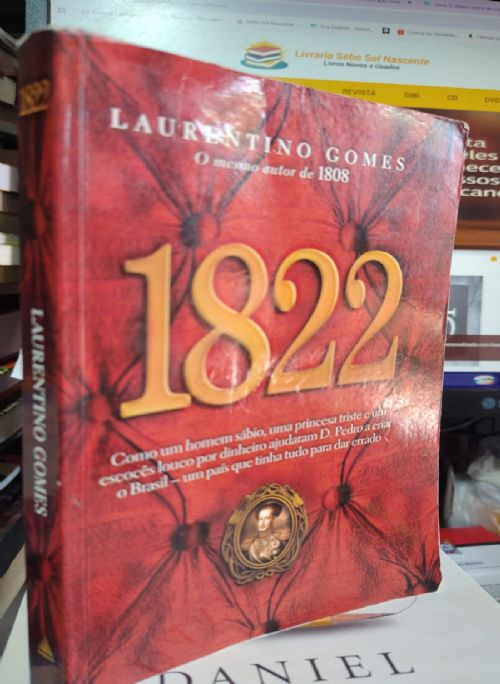 Livraria Sebo Sol Nascente
Livros Novos e Usados
REVISTA
GIBI
CD
DVD
1822
LAURENTINO GOMES
LAURENTINO GOMES
O mesmo autor de 1808
1822
Como um homem sábio, uma princesa triste e um
escocês louco por dinheiro ajudaram D. Pedro a criar
o Brasil – um país que tinha tudo para dar errado
DANIEL